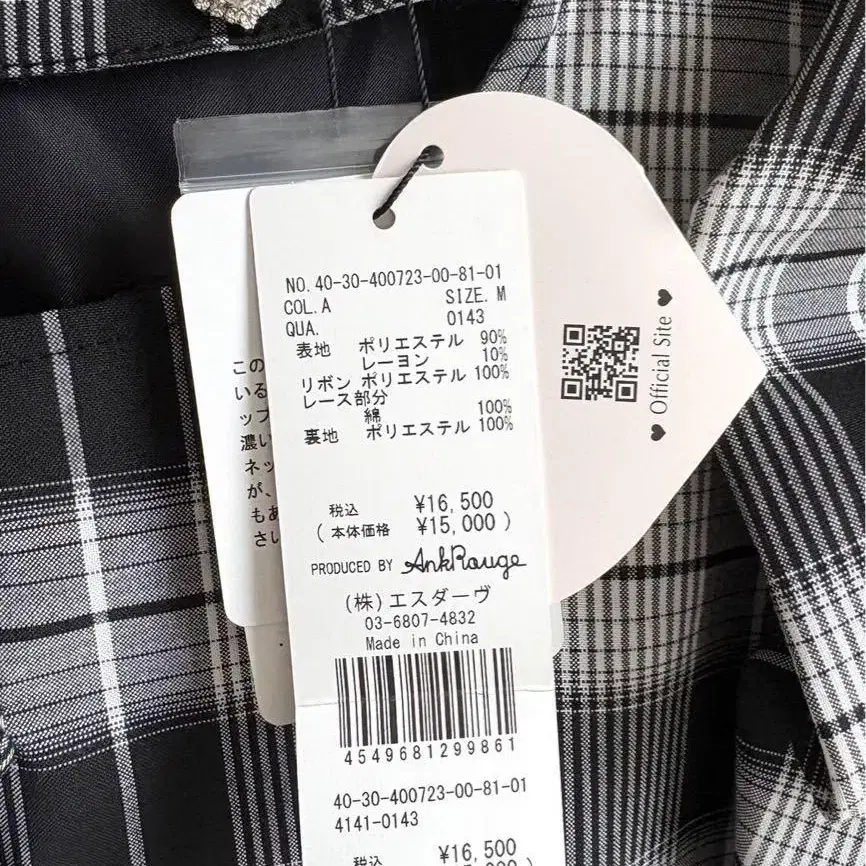 NO. 40-30-400723-00-81-01
COL. A SIZE. M
QUA. 0143
表地 ポリエステル 90%
レーヨン 10%
リボン ポリエステル 100%
レース部分
綿 100%
裏地 ポリエステル 100%
税込 ¥16,500
(本体価格 ¥15,000)
PRODUCED BY AnkRouge
(株)エスダーヴ
03-6807-4832
Made in China
4549681299861
40-30-400723-00-81-01
4141-0143
税込 ¥16,500
♥ Official Site ♥
この
いる
ップ
濃い
ネッ
が、
もあ
さい